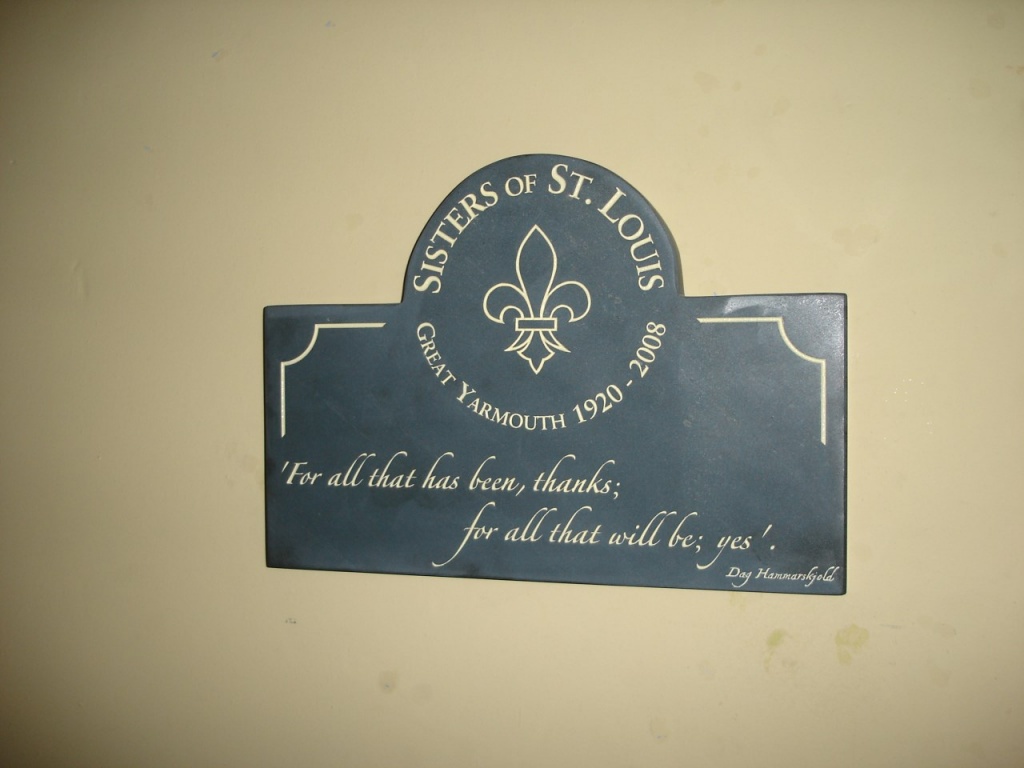 SISTERS OF ST. LOUIS
GREAT YARMOUTH 1920 - 2008
'For all that has been, thanks;
for all that will be; yes'.
Dag Hammarskjold